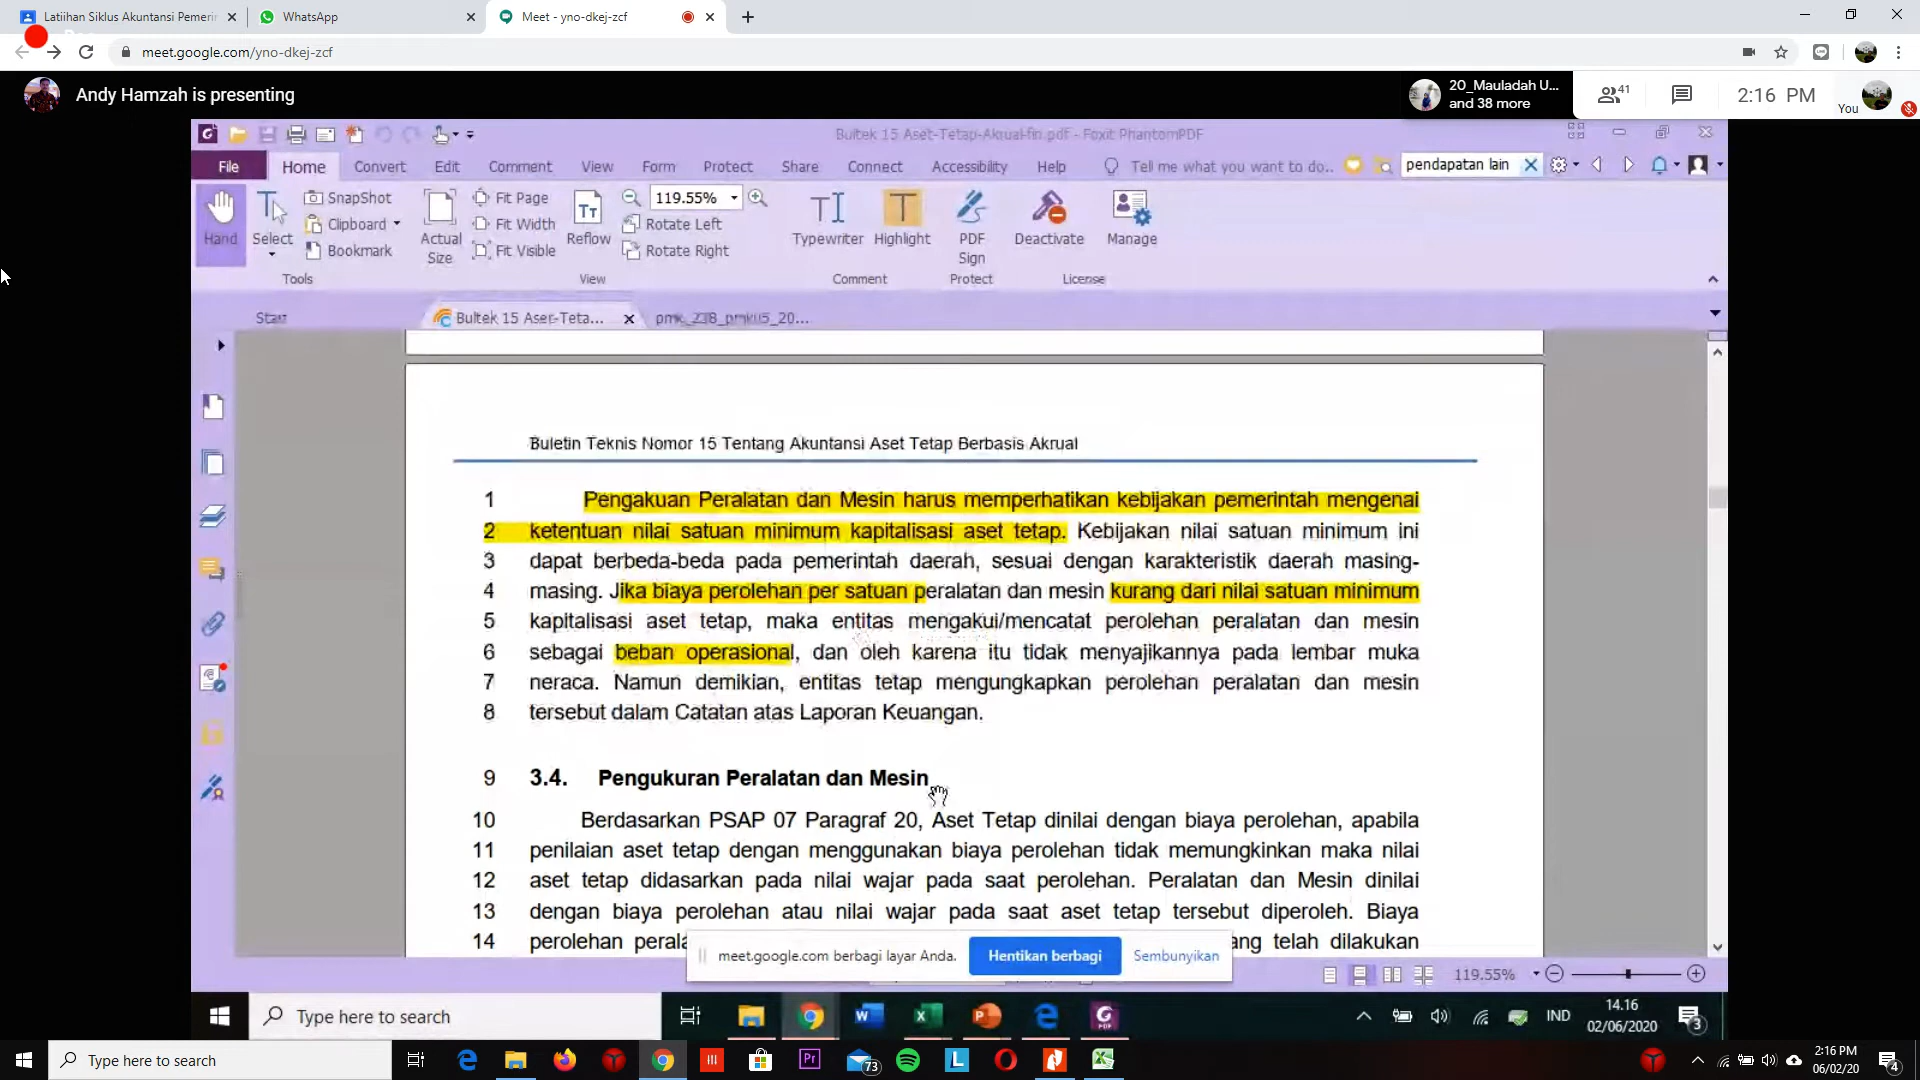 Latiihan Siklus Akuntansi Pemerin
WhatsApp
Meet - yno-dkej-zcf
meet.google.com/yno-dkej-zcf
Andy Hamzah is presenting
20_Mauladah U...
and 38 more
41
2:16 PM
You
Bultek 15 Aset-Tetap-Akrual-fin.pdf - Foxit PhantomPDF
File
Home
Convert
Edit
Comment
View
Form
Protect
Share
Connect
Accessibility
Help
Tell me what you want to do..
pendapatan lain
Hand
Select
SnapShot
Clipboard
Bookmark
Actual Size
Fit Page
Fit Width
Fit Visible
Reflow
119.55%
Rotate Left
Rotate Right
Typewriter
Highlight
PDF Sign
Deactivate
Manage
Tools
View
Comment
Protect
License
Start
Bultek 15 Aser-Teta...
Buletin Teknis Nomor 15 Tentang Akuntansi Aset Tetap Berbasis Akrual
1 Pengakuan Peralatan dan Mesin harus memperhatikan kebijakan pemerintah mengenai
2 ketentuan nilai satuan minimum kapitalisasi aset tetap. Kebijakan nilai satuan minimum ini
3 dapat berbeda-beda pada pemerintah daerah, sesuai dengan karakteristik daerah masing-
4 masing. Jika biaya perolehan per satuan peralatan dan mesin kurang dari nilai satuan minimum
5 kapitalisasi aset tetap, maka entitas mengakui/mencatat perolehan peralatan dan mesin
6 sebagai beban operasional, dan oleh karena itu tidak menyajikannya pada lembar muka
7 neraca. Namun demikian, entitas tetap mengungkapkan perolehan peralatan dan mesin
8 tersebut dalam Catatan atas Laporan Keuangan.
9 3.4. Pengukuran Peralatan dan Mesin
10 Berdasarkan PSAP 07 Paragraf 20, Aset Tetap dinilai dengan biaya perolehan, apabila
11 penilaian aset tetap dengan menggunakan biaya perolehan tidak memungkinkan maka nilai
12 aset tetap didasarkan pada nilai wajar pada saat perolehan. Peralatan dan Mesin dinilai
13 dengan biaya perolehan atau nilai wajar pada saat aset tetap tersebut diperoleh. Biaya
14 perolehan perala ang telah dilakukan
meet.google.com berbagi layar Anda.
Hentikan berbagi
Sembunyikan
119.55%
Type here to search
IND
14.16
02/06/2020
3
Type here to search
73
2:16 PM
06/02/20
4